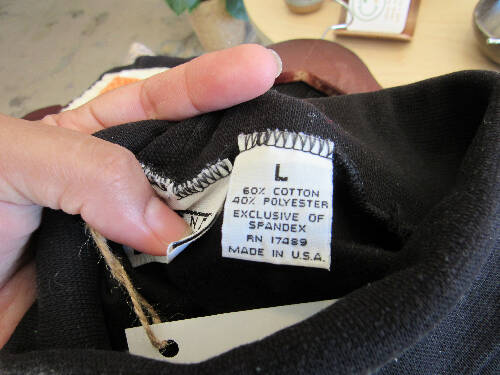 L
60% COTTON
40% POLYESTER
EXCLUSIVE OF
SPANDEX
RN 17489
MADE IN U.S.A.